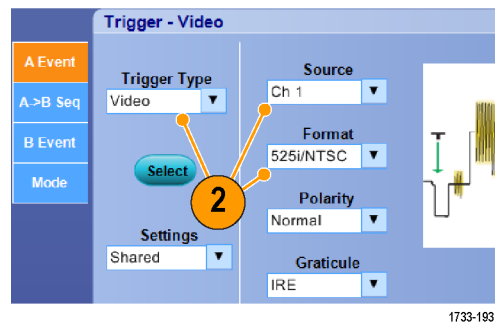 Trigger - Video
A Event
A->B Seq
B Event
Mode
Trigger Type
Video
Select
Settings
Shared
2
Source
Ch 1
Format
525i/NTSC
Polarity
Normal
Graticule
IRE
T
1733-193